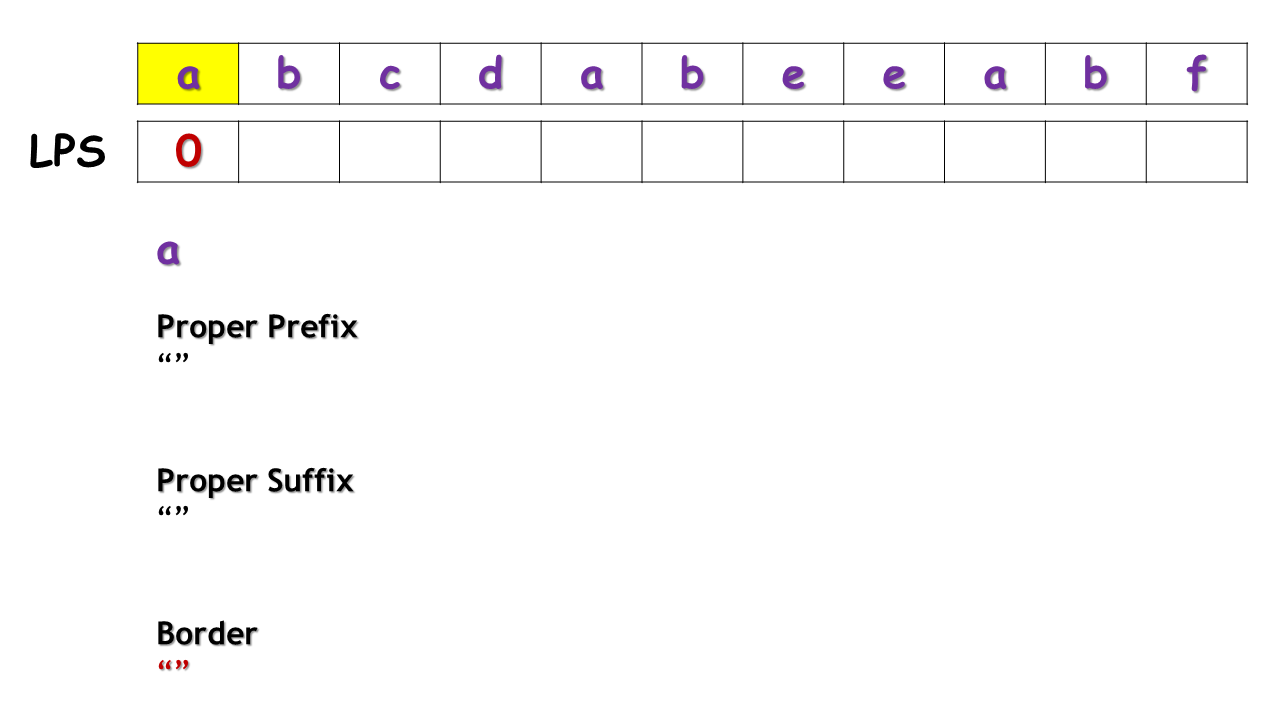 a b c d a b e e a b f
LPS 0
a
Proper Prefix
“”
Proper Suffix
“”
Border
“”